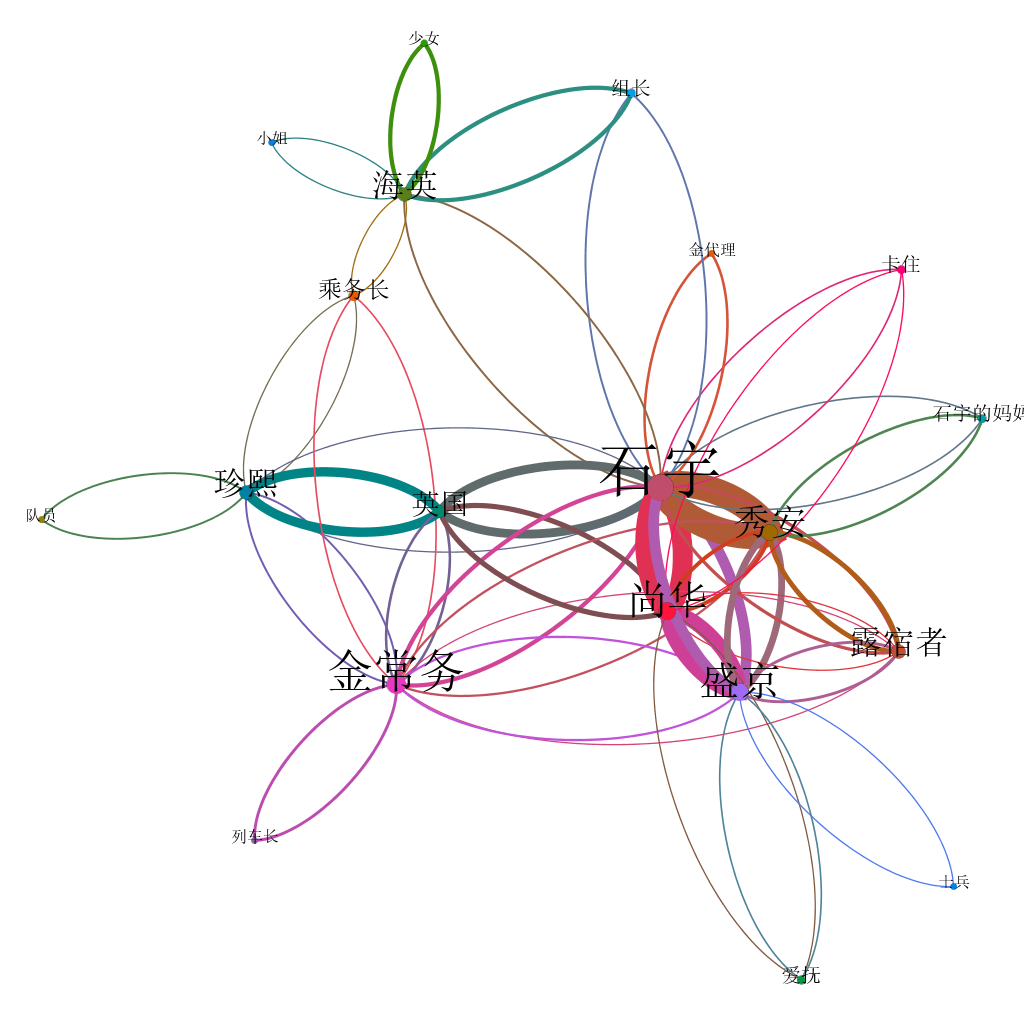 少女
组长
小姐
海英
金代理
卡住
乘务长
石宇的妈妈
石宇
珍熙
英国
队员
秀安
尚华
露宿者
金常务
盛京
列车长
士兵
爱抚